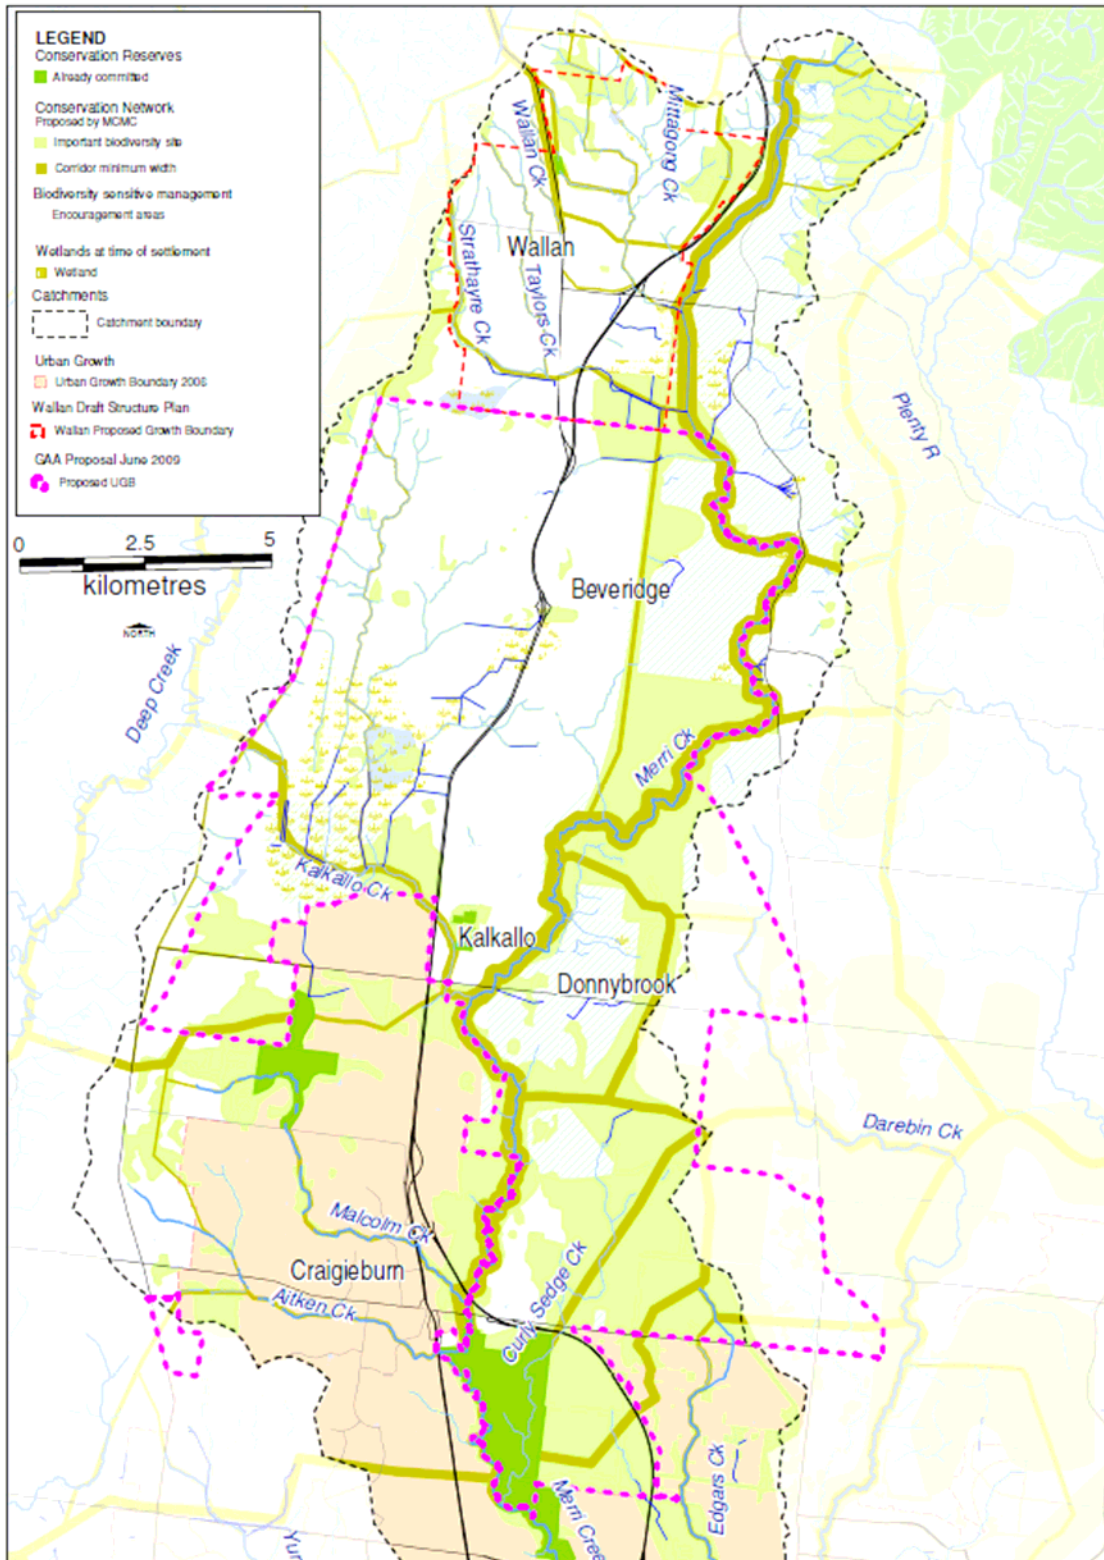 LEGEND
Conservation Reserves
Already committed
Conservation Network
Proposed by MCMC
Important biodiversity site
Corridor minimum width
Biodiversity sensitive management
Encouragement areas
Wetlands at time of settlement
Wetland
Catchments
Catchment boundary
Urban Growth
Urban Growth Boundary 2005
Wallan Draft Structure Plan
Wallan Proposed Growth Boundary
GAA Proposal June 2009
Proposed UGB
0 2.5 5
kilometres
NORTH
Wallan Ck
Mittagong Ck
Wallan
Strathayre Ck
Taylors Ck
Plenty R
Beveridge
Deep Creek
Merri Ck
Kalkallo Ck
Kalkallo
Donnybrook
Darebin Ck
Malcolm Ck
Craigieburn
Aitken Ck
Curly Sedge Ck
Edgars Ck
Merri Cree
Yur